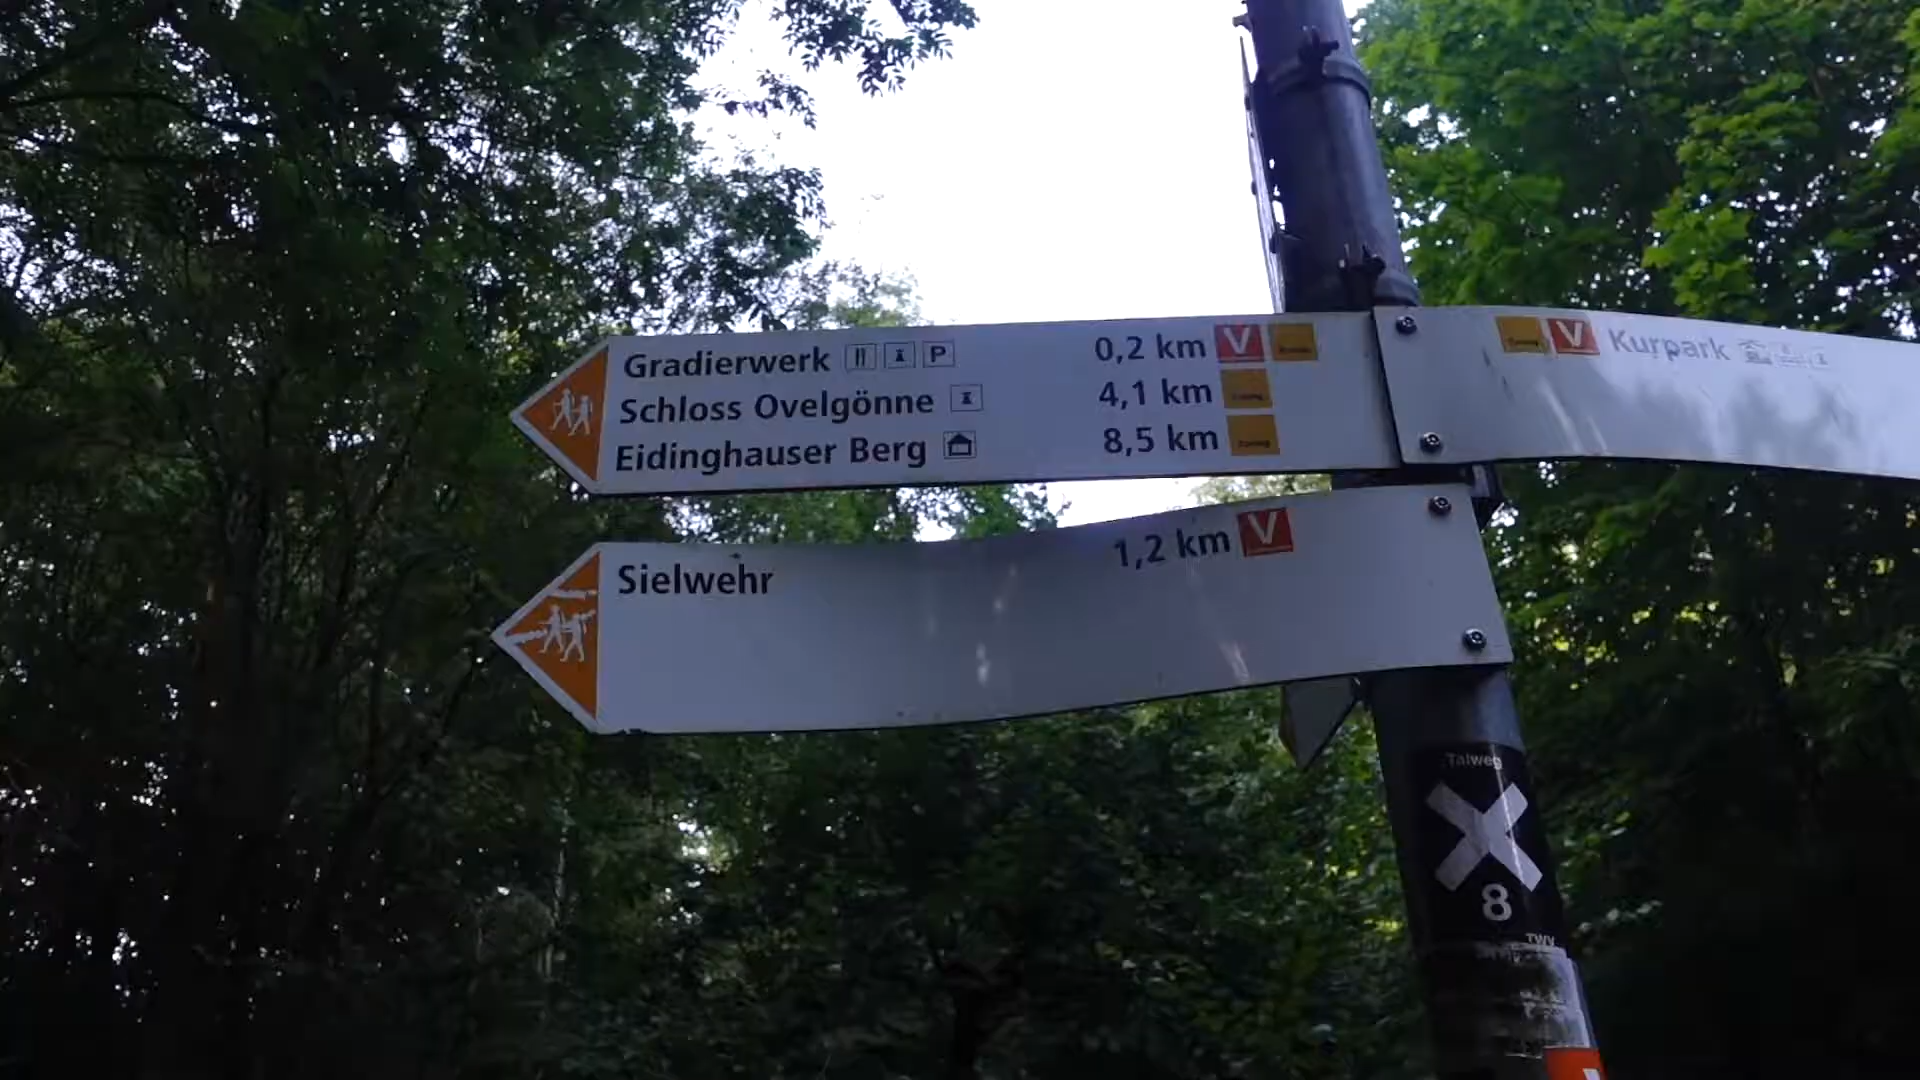 Gradierwerk P 0,2 km V
Schloss Ovelgönne 4,1 km
Eidinghauser Berg 8,5 km
V Kurpark
Sielwehr 1,2 km V
Talweg
X
8
TWV